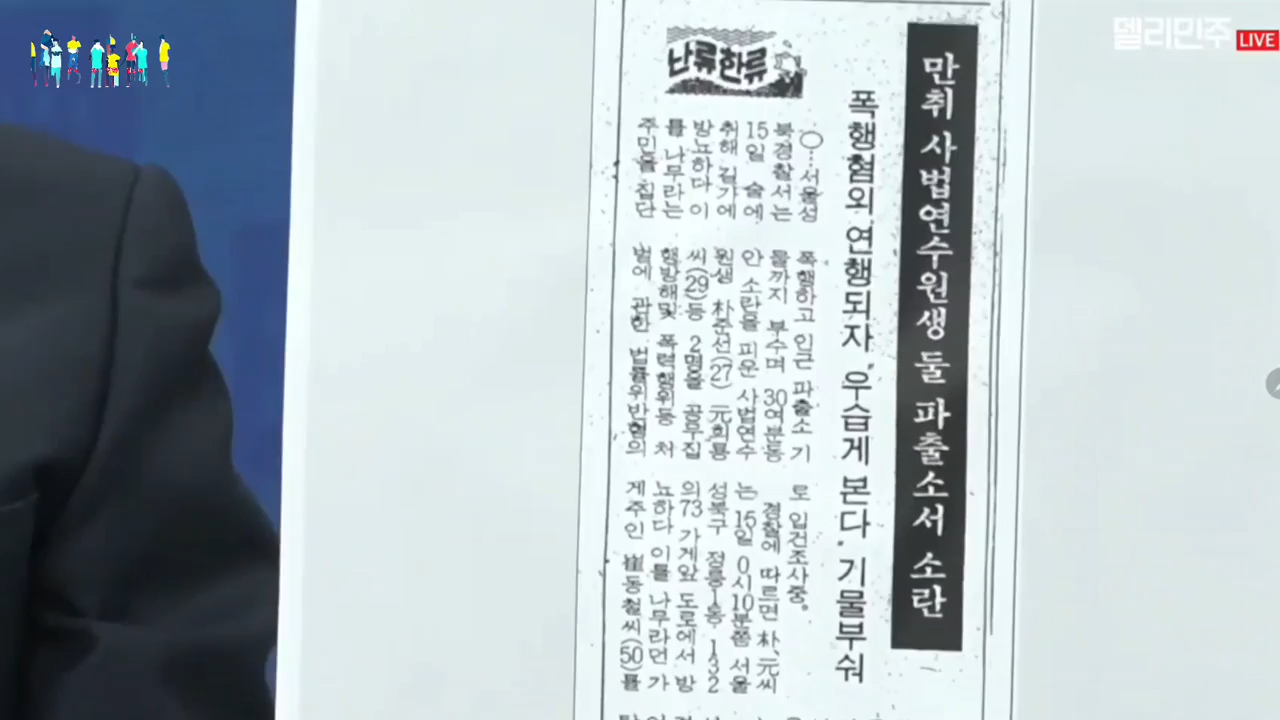 델리민주
LIVE
만취 사법연수원생 둘 파출소서 소란
폭행혐의 연행되자 "우습게 본다" 기물부숴
난류한류
○…서울성
북경찰서는
15일 술에
취해 길가에
방뇨하다 이
를 나무라는
주민을 집단
폭행하고 인근 파출소 기
물까지 부수며 30여분동
안 소란을 피운 사법연수
원생 朴준선(27) 元희룡
씨(29)등 2명을 공무집
행방해및 폭력행위등 처
벌에 관한 법률위반혐의
로 입건조사중。
경찰에 따르면 朴、元씨
는 15일 0시10분쯤 서울
성북구 정릉1동 132
의73 가게앞 도로에서 방
뇨하다 이를 나무라던 가
게주인 崔동철씨(50)를